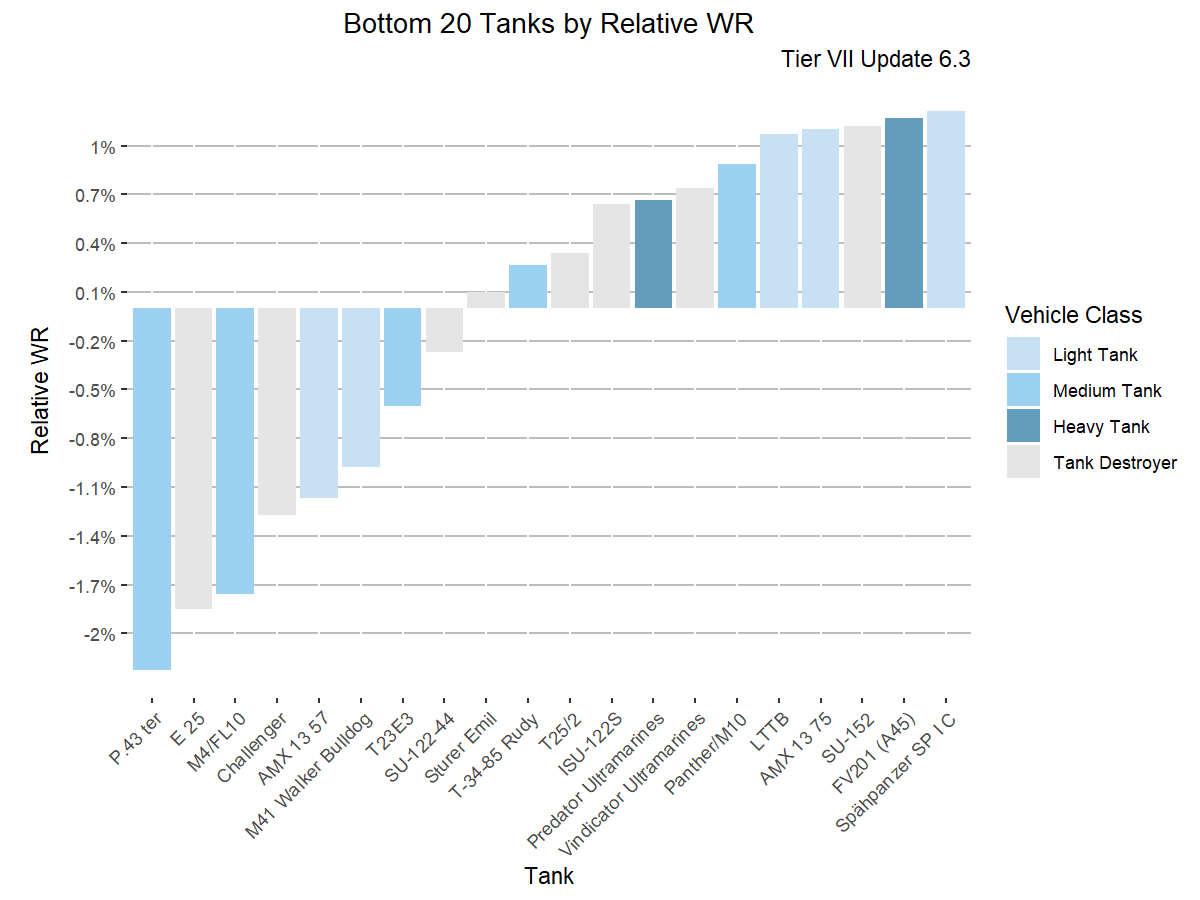 Bottom 20 Tanks by Relative WR
Tier VII Update 6.3
Relative WR
1%
0.7%
0.4%
0.1%
-0.2%
-0.5%
-0.8%
-1.1%
-1.4%
-1.7%
-2%
P.43 ter
E 25
M4/FL10
Challenger
AMX 13 57
M41 Walker Bulldog
T23E3
SU-122-44
Sturer Emil
T-34-85 Rudy
T25/2
ISU-122S
Predator Ultramarines
Vindicator Ultramarines
Panther/M10
LTTB
AMX 13 75
SU-152
FV201 (A45)
Spähpanzer SP I C
Tank
Vehicle Class
Light Tank
Medium Tank
Heavy Tank
Tank Destroyer